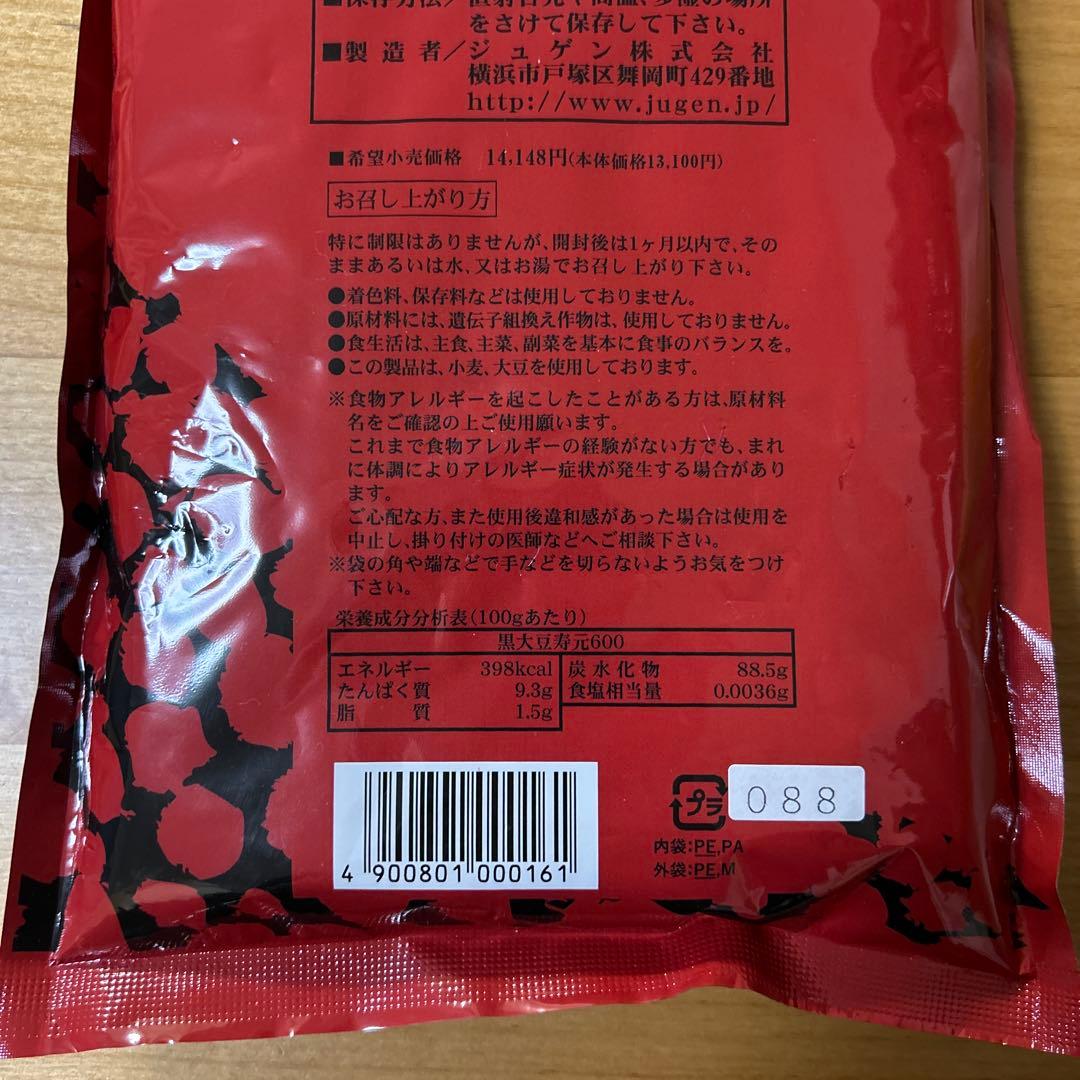 ■保存方法／直射日光や高温、多湿の場所
をさけて保存して下さい。
■製造者／ジュゲン株式会社
横浜市戸塚区舞岡町429番地
http://www.jugen.jp/
■希望小売価格 14,148円(本体価格13,100円)
お召し上がり方
特に制限はありませんが、開封後は1ヶ月以内で、その
ままあるいは水、又はお湯でお召し上がり下さい。
●着色料、保存料などは使用しておりません。
●原材料には、遺伝子組換え作物は、使用しておりません。
●食生活は、主食、主菜、副菜を基本に食事のバランスを。
●この製品は、小麦、大豆を使用しております。
※食物アレルギーを起こしたことがある方は、原材料
名をご確認の上ご使用願います。
これまで食物アレルギーの経験がない方でも、まれ
に体調によりアレルギー症状が発生する場合があり
ます。
ご心配な方、また使用後違和感があった場合は使用を
中止し、掛り付けの医師などへご相談下さい。
※袋の角や端などで手などを切らないようお気をつけ
下さい。
栄養成分分析表(100gあたり)
黒大豆寿元600
エネルギー 398kcal 炭水化物 88.5g
たんぱく質 9.3g 食塩相当量 0.0036g
脂質 1.5g
プラ 088
内袋:PE,PA
外袋:PE,M
4 900801 000161